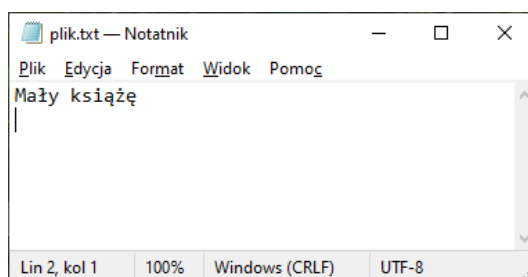 plik.txt — Notatnik
Plik Edycja Format Widok Pomoc
Mały książę
Lin 2, kol 1 100% Windows (CRLF) UTF-8